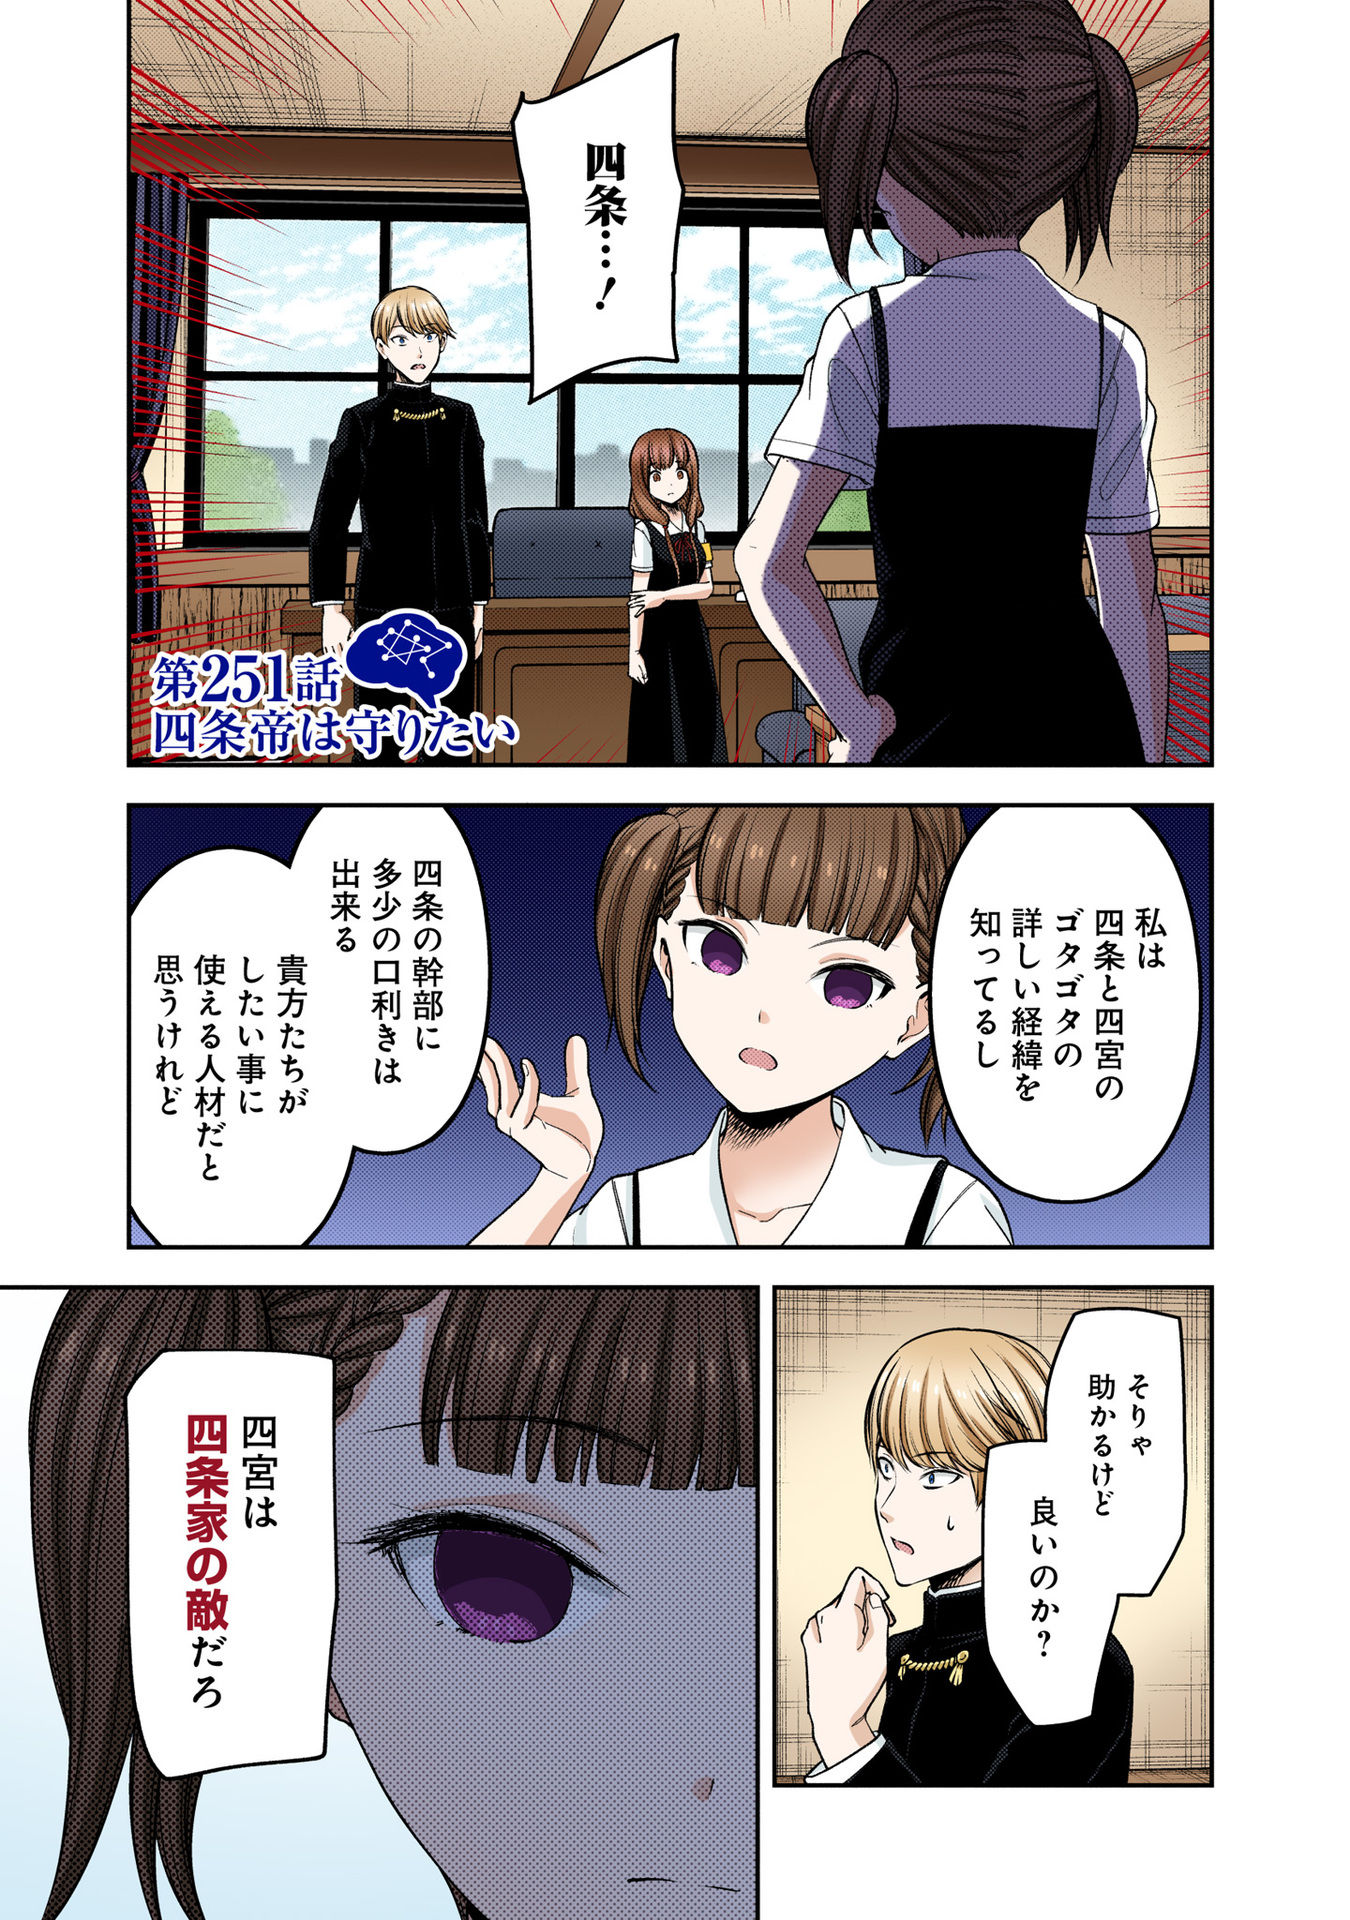 四条…！
第251話
四条帝は守りたい
私は
四条と四宮の
ゴタゴタの
詳しい経緯を
知ってるし
四条の幹部に
多少の口利きは
出来る
貴方たちが
したい事に
使える人材だと
思うけれど
そりゃ
助かるけど
良いのか？
四宮は
四条家の敵だろ